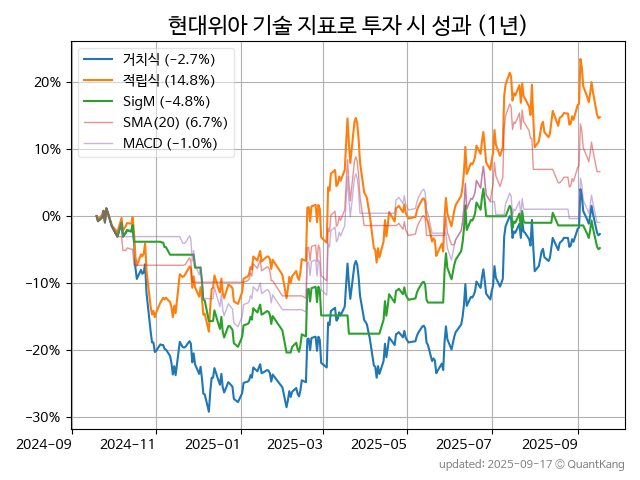 현대위아 기술 지표로 투자 시 성과 (1년)
거치식 (−2.7%)
적립식 (14.8%)
SigM (−4.8%)
SMA(20) (6.7%)
MACD (−1.0%)
20%
10%
0%
−10%
−20%
−30%
2024-09 2024-11 2025-01 2025-03 2025-05 2025-07 2025-09
updated: 2025-09-17 © QuantKang